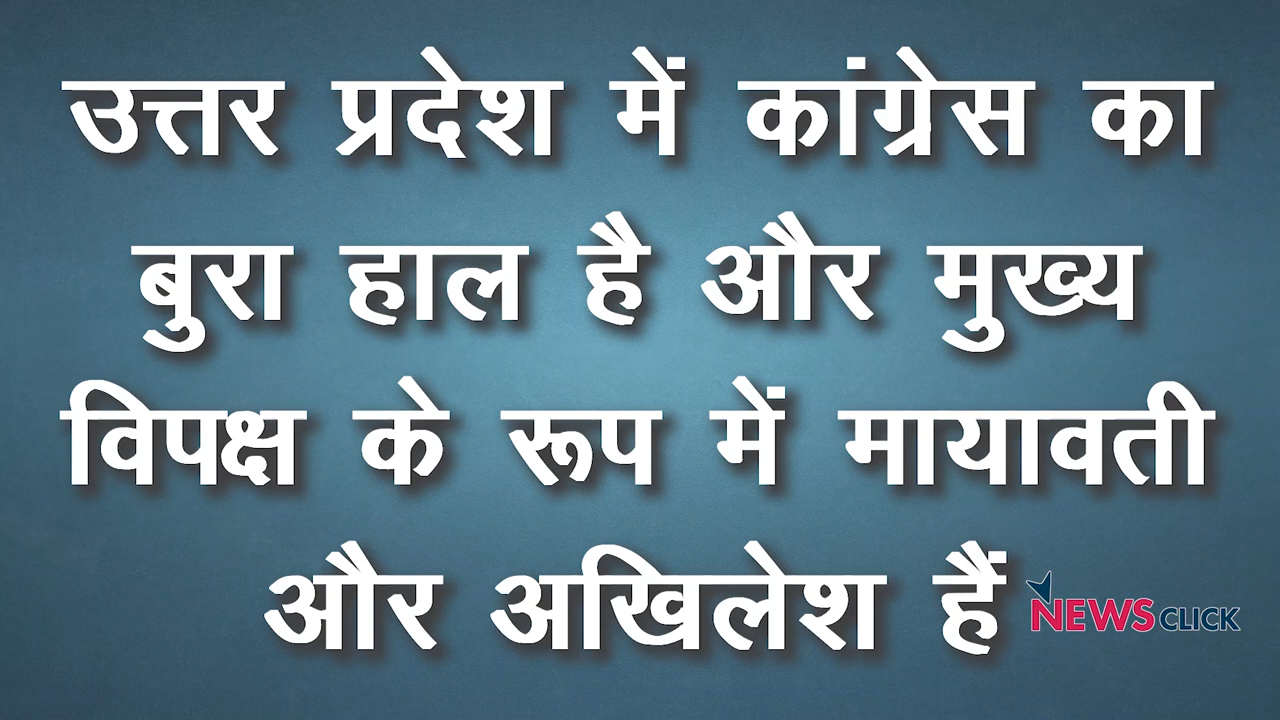 उत्तर प्रदेश में कांग्रेस का
बुरा हाल है और मुख्य
विपक्ष के रूप में मायावती
और अखिलेश हैं
NEWSCLICK